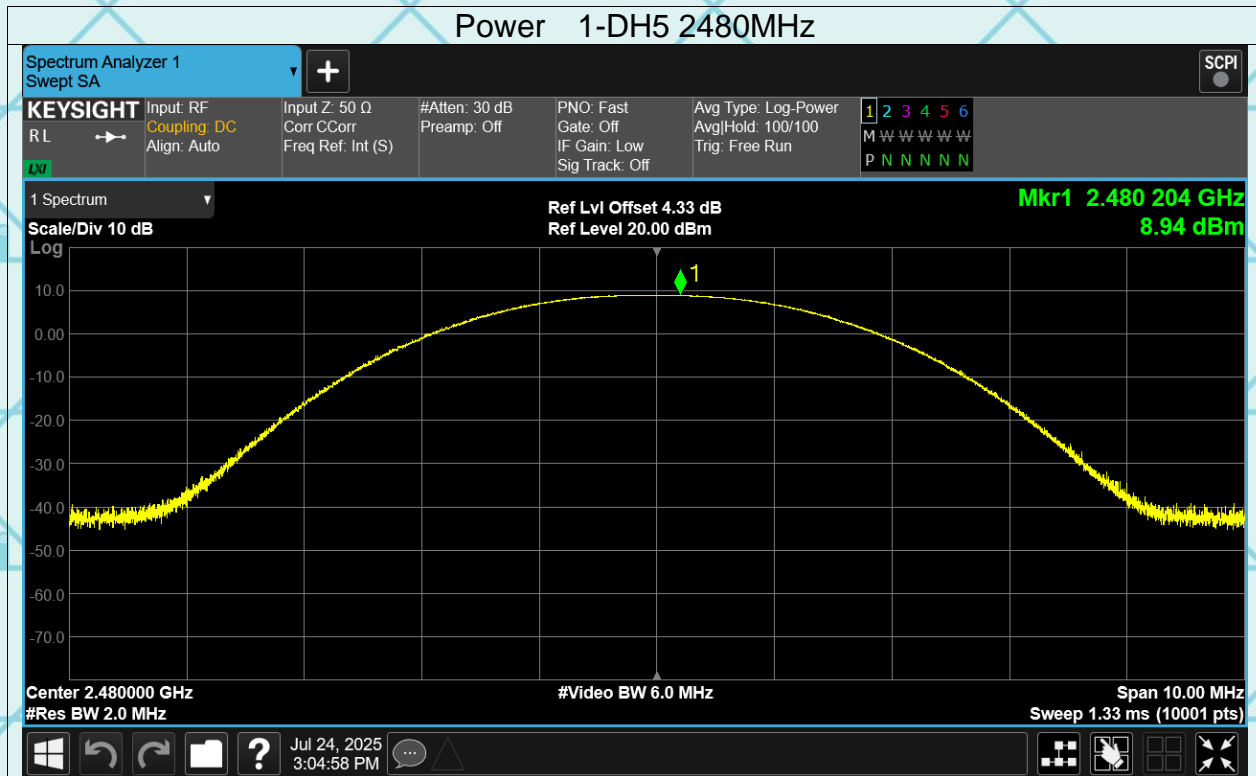 Power 1-DH5 2480MHz
Spectrum Analyzer 1
Swept SA
SCPI
KEYSIGHT
RL
LXI
Input: RF
Coupling: DC
Align: Auto
Input Z: 50 Ω
Corr CCorr
Freq Ref: Int (S)
#Atten: 30 dB
Preamp: Off
PNO: Fast
Gate: Off
IF Gain: Low
Sig Track: Off
Avg Type: Log-Power
Avg|Hold: 100/100
Trig: Free Run
1 2 3 4 5 6
M W W W W W
P N N N N N
1 Spectrum
Scale/Div 10 dB
Log
Ref Lvl Offset 4.33 dB
Ref Level 20.00 dBm
Mkr1 2.480 204 GHz
8.94 dBm
1
10.0
0.00
-10.0
-20.0
-30.0
-40.0
-50.0
-60.0
-70.0
Center 2.480000 GHz
#Video BW 6.0 MHz
Span 10.00 MHz
#Res BW 2.0 MHz
Sweep 1.33 ms (10001 pts)
?
Jul 24, 2025
3:04:58 PM